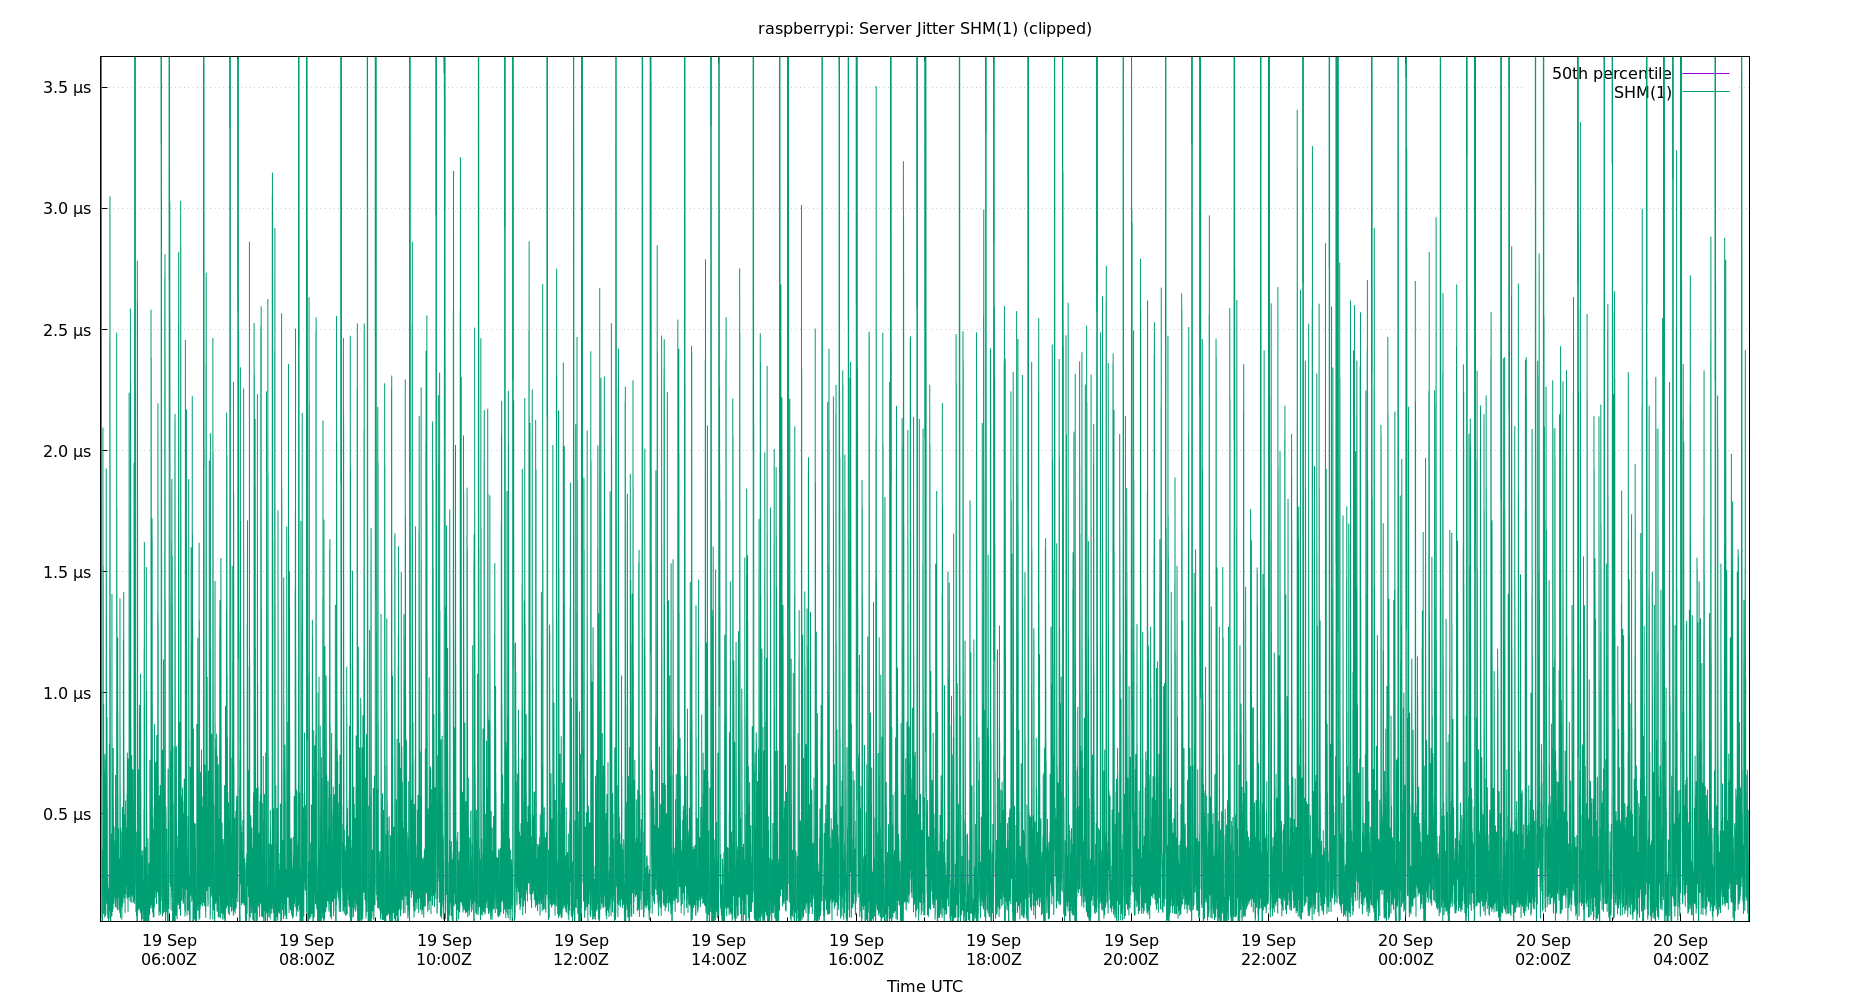 raspberrypi: Server Jitter SHM(1) (clipped)
50th percentile
SHM(1)
3.5 µs
3.0 µs
2.5 µs
2.0 µs
1.5 µs
1.0 µs
0.5 µs
19 Sep 19 Sep 19 Sep 19 Sep 19 Sep 19 Sep 19 Sep 19 Sep 19 Sep 20 Sep 20 Sep 20 Sep
06:00Z 08:00Z 10:00Z 12:00Z 14:00Z 16:00Z 18:00Z 20:00Z 22:00Z 00:00Z 02:00Z 04:00Z
Time UTC